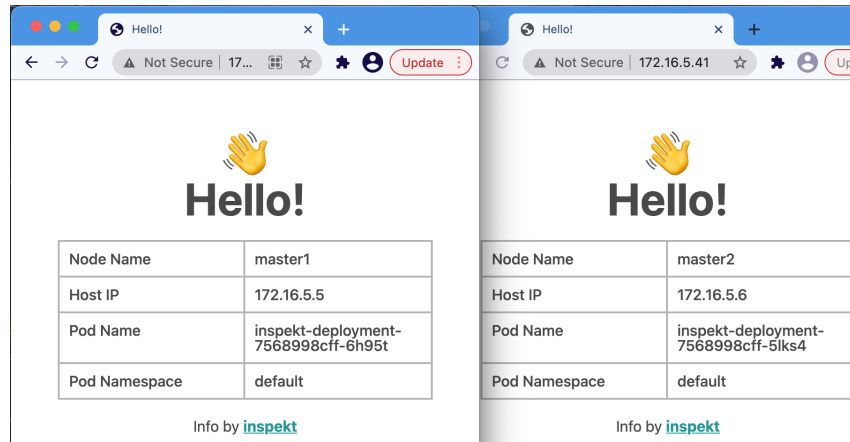 Hello!
Not Secure | 17...
Update
Hello!
Node Name master1
Host IP 172.16.5.5
Pod Name inspekt-deployment-
7568998cff-6h95t
Pod Namespace default
Info by inspekt
Hello!
Not Secure | 172.16.5.41
Up
Hello!
Node Name master2
Host IP 172.16.5.6
Pod Name inspekt-deployment-
7568998cff-5lks4
Pod Namespace default
Info by inspekt